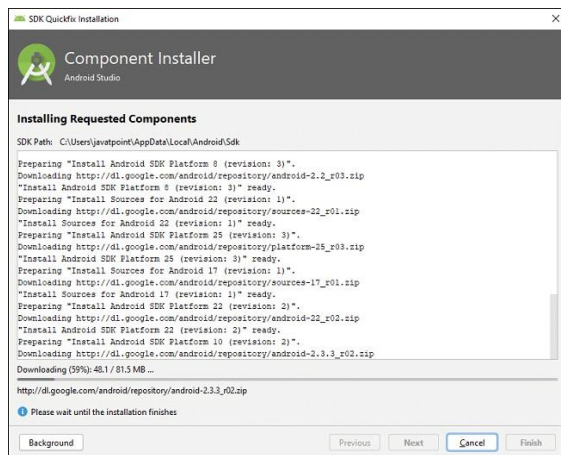 SDK Quickfix Installation
Component Installer
Android Studio
Installing Requested Components
SDK Path: C:\Users\javatpoint\AppData\Local\Android\Sdk
Preparing "Install Android SDK Platform 8 (revision: 3)".
Downloading http://dl.google.com/android/repository/android-2.2_r03.zip
"Install Android SDK Platform 8 (revision: 3)" ready.
Preparing "Install Sources for Android 22 (revision: 1)".
Downloading http://dl.google.com/android/repository/sources-22_r01.zip
"Install Sources for Android 22 (revision: 1)" ready.
Preparing "Install Android SDK Platform 25 (revision: 3)".
Downloading http://dl.google.com/android/repository/platform-25_r03.zip
"Install Android SDK Platform 25 (revision: 3)" ready.
Preparing "Install Sources for Android 17 (revision: 1)".
Downloading http://dl.google.com/android/repository/sources-17_r01.zip
"Install Sources for Android 17 (revision: 1)" ready.
Preparing "Install Android SDK Platform 22 (revision: 2)".
Downloading http://dl.google.com/android/repository/android-22_r02.zip
"Install Android SDK Platform 22 (revision: 2)" ready.
Preparing "Install Android SDK Platform 10 (revision: 2)".
Downloading http://dl.google.com/android/repository/android-2.3.3_r02.zip
Downloading (59%): 48.1 / 81.5 MB ...
http://dl.google.com/android/repository/android-2.3.3_r02.zip
Please wait until the installation finishes
Background Previous Next Cancel Finish